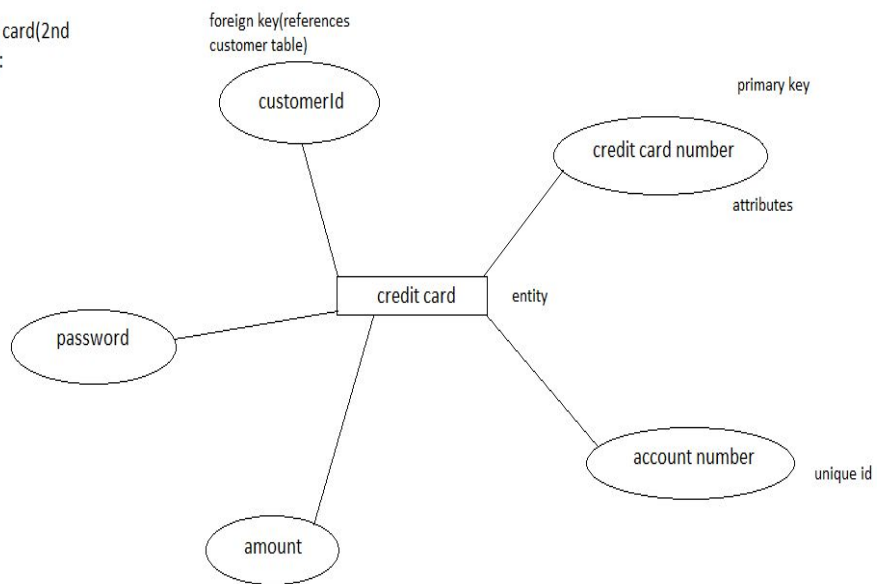 card(2nd
:
foreign key(references
customer table)
customerId
primary key
credit card number
attributes
credit card
entity
password
account number
unique id
amount